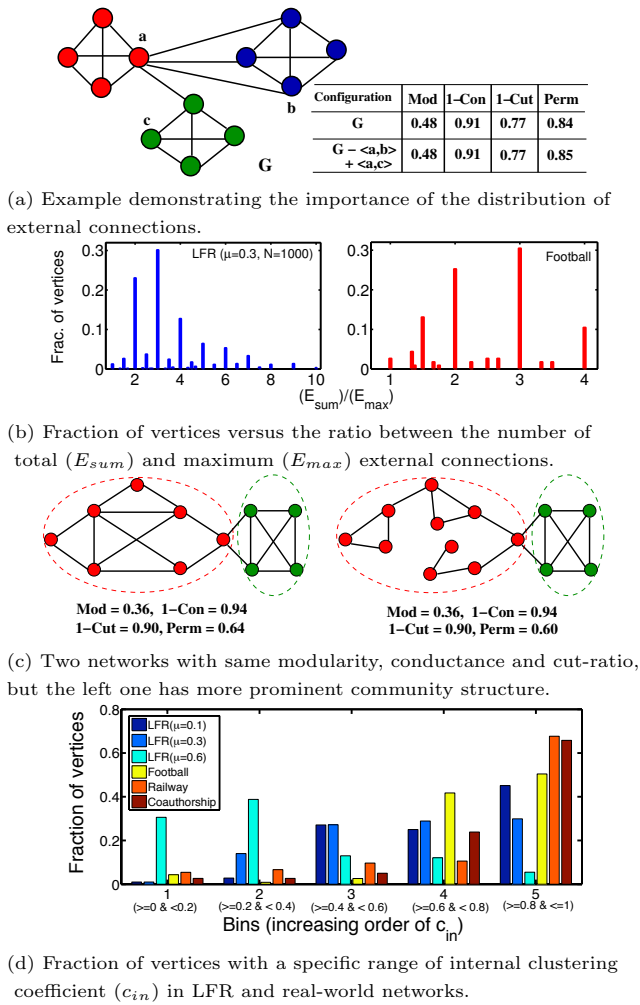 a
b
c
G
Configuration Mod 1–Con 1–Cut Perm
G 0.48 0.91 0.77 0.84
G − <a,b> + <a,c> 0.48 0.91 0.77 0.85
(a) Example demonstrating the importance of the distribution of
external connections.
Frac. of vertices
0.3
0.2
0.1
0
LFR (μ=0.3, N=1000)
2 4 6 8 10
0.3
0.2
0.1
0
Football
1 2 3 4
(E_sum)/(E_max)
(b) Fraction of vertices versus the ratio between the number of
total (E_sum) and maximum (E_max) external connections.
Mod = 0.36, 1−Con = 0.94
1−Cut = 0.90, Perm = 0.64
Mod = 0.36, 1−Con = 0.94
1−Cut = 0.90, Perm = 0.60
(c) Two networks with same modularity, conductance and cut-ratio,
but the left one has more prominent community structure.
Fraction of vertices
0.8
0.6
0.4
0.2
0
LFR(μ=0.1)
LFR(μ=0.3)
LFR(μ=0.6)
Football
Railway
Coauthorship
1 2 3 4 5
(>=0 & <0.2) (>=0.2 & < 0.4) (>=0.4 & < 0.6) (>=0.6 & < 0.8) (>=0.8 & <=1)
Bins (increasing order of c_in)
(d) Fraction of vertices with a specific range of internal clustering
coefficient (c_in) in LFR and real-world networks.